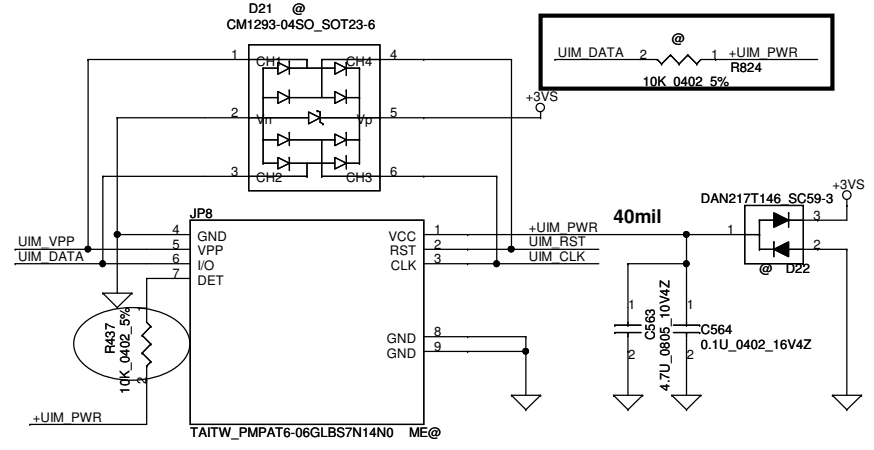 D21 @
CM1293-04SO_SOT23-6
1 CH1 CH4 4
2 Vn Vp 5
3 CH2 CH3 6
+3VS
@
UIM_DATA 2 1 +UIM_PWR
R824
10K_0402_5%
JP8
UIM_VPP
UIM_DATA
4 GND
5 VPP
6 I/O
7 DET
VCC 1 +UIM_PWR
RST 2 UIM_RST
CLK 3 UIM_CLK
GND 8
GND 9
40mil
DAN217T146_SC59-3
+3VS
1
3
2
@ D22
1
R437
10K_0402_5%
2
+UIM_PWR
TAITW_PMPAT6-06GLBS7N14N0 ME@
1
C563
4.7U_0805_10V4Z
2
1
C564
0.1U_0402_16V4Z
2